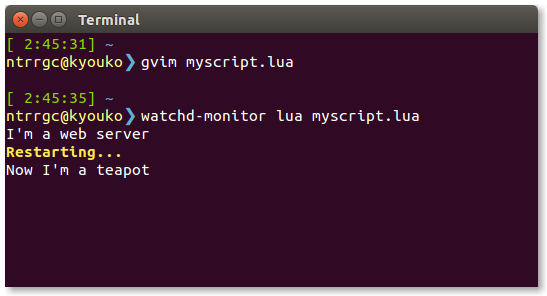 Terminal
[ 2:45:31] ~
ntrrgc@kyouko❯ gvim myscript.lua
[ 2:45:35] ~
ntrrgc@kyouko❯ watchd-monitor lua myscript.lua
I'm a web server
Restarting...
Now I'm a teapot